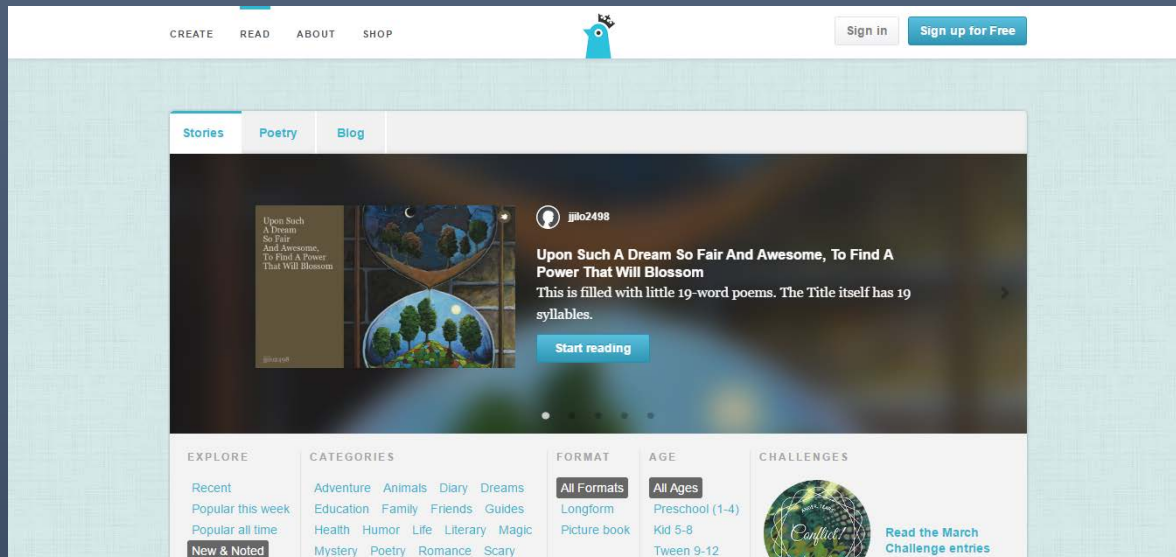 CREATE READ ABOUT SHOP
Sign in Sign up for Free
Stories Poetry Blog
Upon Such
A Dream
So Fair
And Awesome,
To Find A Power
That Will Blossom
jjilo2498
jjilo2498
Upon Such A Dream So Fair And Awesome, To Find A
Power That Will Blossom
This is filled with little 19-word poems. The Title itself has 19
syllables.
Start reading
EXPLORE
Recent
Popular this week
Popular all time
New & Noted
CATEGORIES
Adventure Animals Diary Dreams
Education Family Friends Guides
Health Humor Life Literary Magic
Mystery Poetry Romance Scary
FORMAT
All Formats
Longform
Picture book
AGE
All Ages
Preschool (1-4)
Kid 5-8
Tween 9-12
CHALLENGES
Conflict!
Read the March
Challenge entries